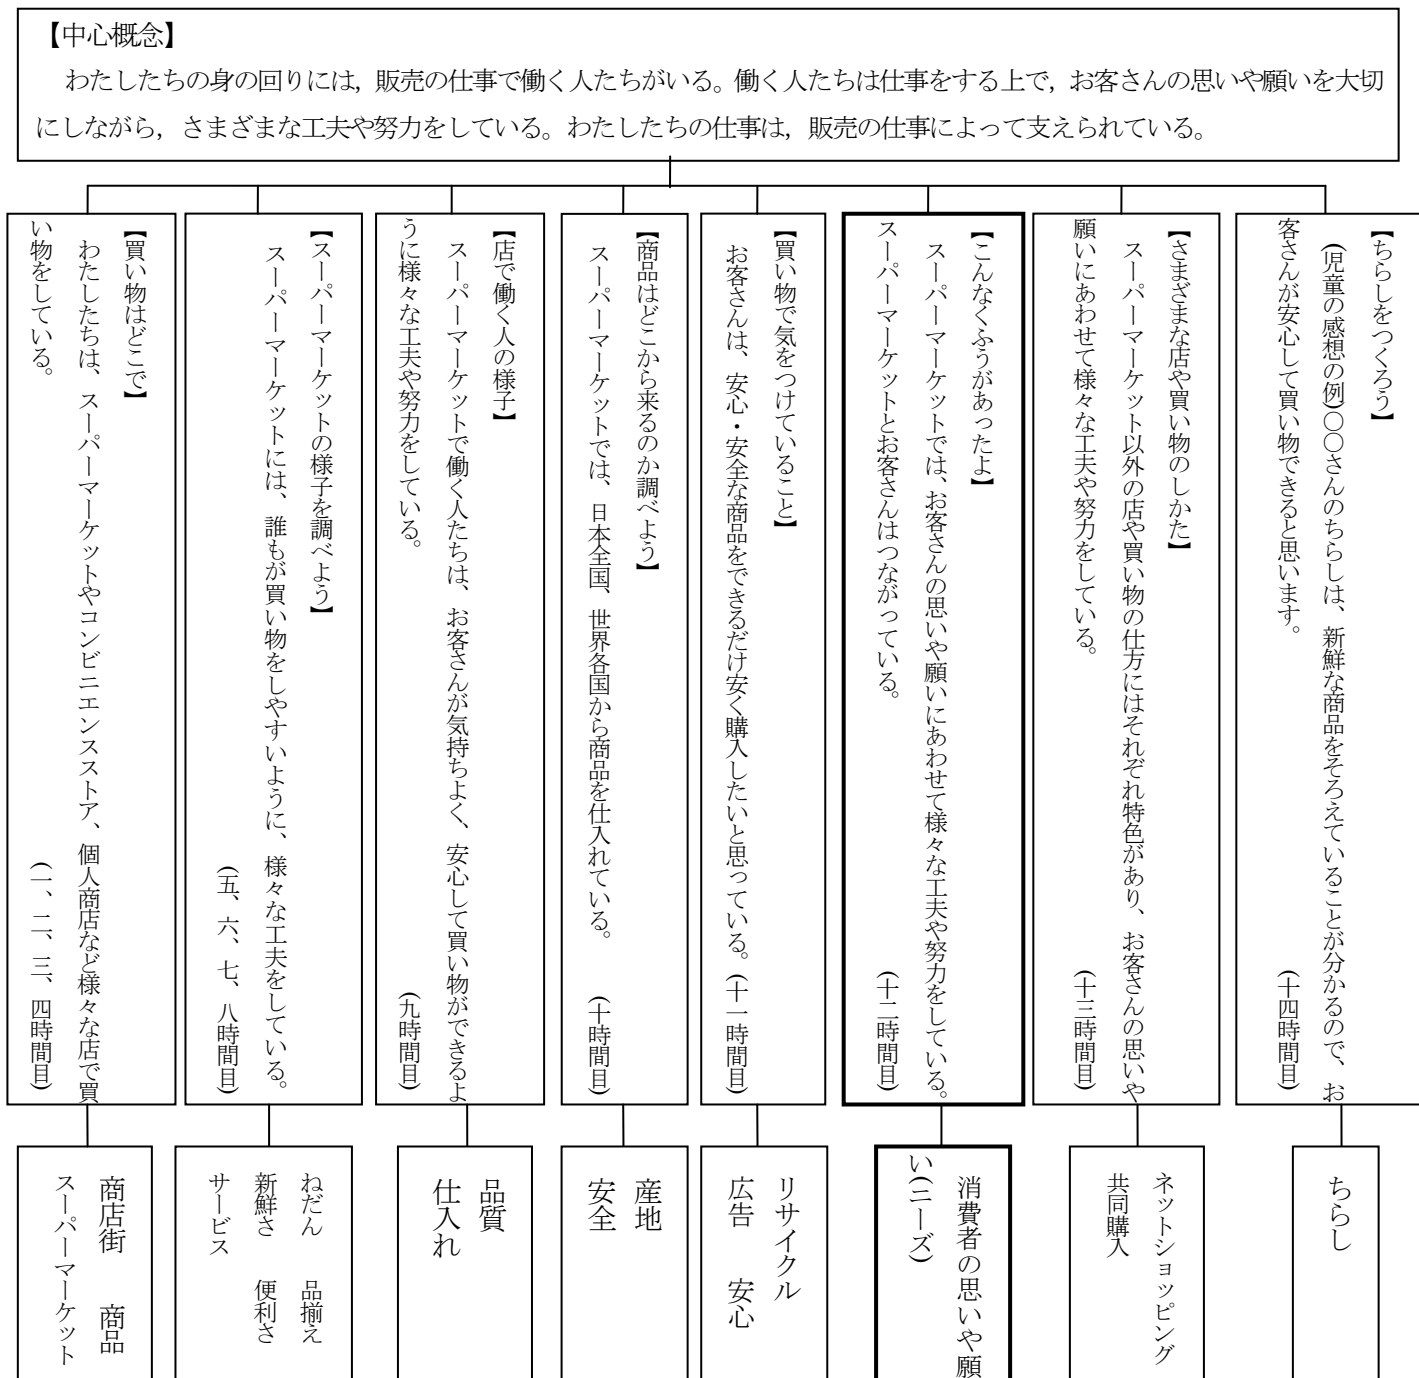 【中心概念】
わたしたちの身の回りには，販売の仕事で働く人たちがいる。働く人たちは仕事をする上で，お客さんの思いや願いを大切
にしながら，さまざまな工夫や努力をしている。わたしたちの仕事は，販売の仕事によって支えられている。
【ちらしをつくろう】
（児童の感想の例）〇〇さんのちらしは、新鮮な商品をそろえていることが分かるので、お
客さんが安心して買い物できると思います。
（十四時間目）
【さまざまな店や買い物のしかた】
スーパーマーケット以外の店や買い物の仕方にはそれぞれ特色があり、お客さんの思いや
願いにあわせて様々な工夫や努力をしている。
（十三時間目）
【こんなくふうがあったよ】
スーパーマーケットでは、お客さんの思いや願いにあわせて様々な工夫や努力をしている。
スーパーマーケットとお客さんはつながっている。
（十二時間目）
【買い物で気をつけていること】
お客さんは、安心・安全な商品をできるだけ安く購入したいと思っている。（十一時間目）
【商品はどこから来るのか調べよう】
スーパーマーケットでは、日本全国、世界各国から商品を仕入れている。　（十時間目）
【店で働く人の様子】
スーパーマーケットで働く人たちは、お客さんが気持ちよく、安心して買い物ができるよ
うに様々な工夫や努力をしている。
（九時間目）
【スーパーマーケットの様子を調べよう】
スーパーマーケットには、誰もが買い物をしやすいように、様々な工夫をしている。
（五、六、七、八時間目）
【買い物はどこで】
わたしたちは、スーパーマーケットやコンビニエンスストア、個人商店など様々な店で買
い物をしている。
（一、二、三、四時間目）
ちらし
ネットショッピング
共同購入
消費者の思いや願
い（ニーズ）
リサイクル
広告　安心
産地
安全
品質
仕入れ
ねだん　品揃え
新鮮さ　便利さ
サービス
商店街　商品
スーパーマーケット